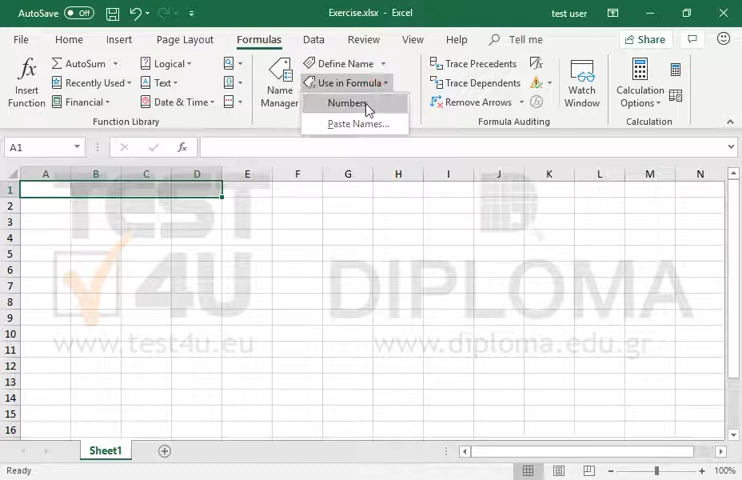 AutoSave Off Exercise.xlsx - Excel test user
File Home Insert Page Layout Formulas Data Review View Help Tell me Share
fx Insert Function
AutoSum
Recently Used
Financial
Logical
Text
Date & Time
Function Library
Name Manager
Define Name
Use in Formula
Numbers
Paste Names...
Trace Precedents
Trace Dependents
Remove Arrows
fx
Formula Auditing
Watch Window
Calculation Options
Calculation
A1 fx
A B C D E F G H I J K L M N
1
2
3
4
5
6
7
8
9
10
11
12
13
14
15
16
TEST 4U
www.test4u.eu
DIPLOMA
www.diploma.edu.gr
Sheet1
Ready 100%